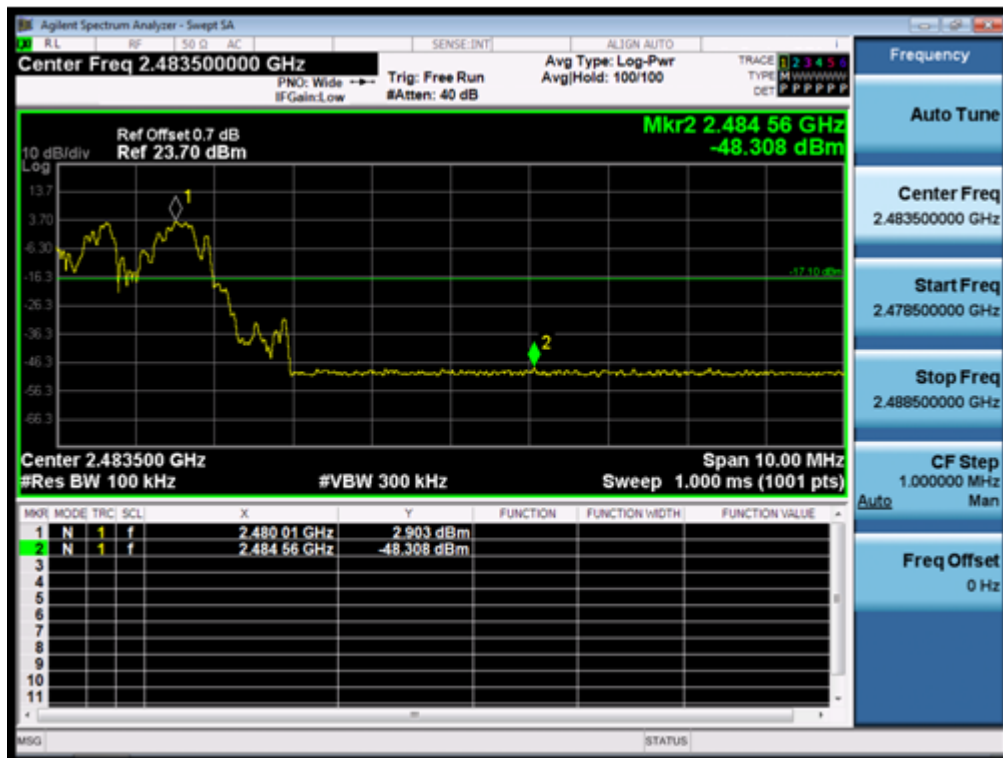 Agilent Spectrum Analyzer - Swept SA
RL RF 50 Ω AC SENSE:INT ALIGN AUTO
Center Freq 2.483500000 GHz
PNO: Wide
IFGain:Low
Trig: Free Run
#Atten: 40 dB
Avg Type: Log-Pwr
Avg|Hold: 100/100
TRACE 1 2 3 4 5 6
TYPE M WWWWW
DET P P P P P P
Ref Offset 0.7 dB
Ref 23.70 dBm
10 dB/div
Log
Mkr2 2.484 56 GHz
-48.308 dBm
13.7
3.70
-6.30
-16.3
-26.3
-36.3
-46.3
-56.3
-66.3
1
2
-17.10 dBm
Center 2.483500 GHz Span 10.00 MHz
#Res BW 100 kHz #VBW 300 kHz Sweep 1.000 ms (1001 pts)
MKR MODE TRC SCL X Y FUNCTION FUNCTION WIDTH FUNCTION VALUE
1 N 1 f 2.480 01 GHz 2.903 dBm
2 N 1 f 2.484 56 GHz -48.308 dBm
3
4
5
6
7
8
9
10
11
MSG STATUS
Frequency
Auto Tune
Center Freq
2.483500000 GHz
Start Freq
2.478500000 GHz
Stop Freq
2.488500000 GHz
CF Step
1.000000 MHz
Auto Man
Freq Offset
0 Hz